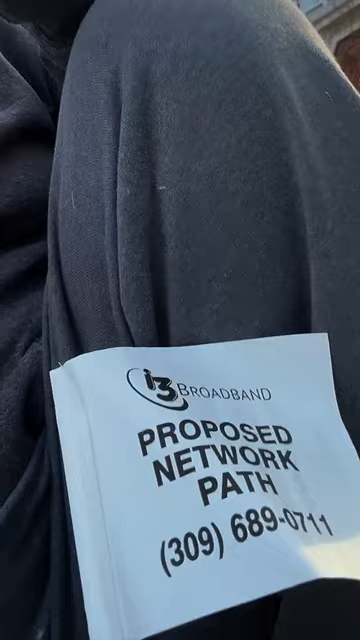 i3 BROADBAND
PROPOSED
NETWORK
PATH
(309) 689-0711